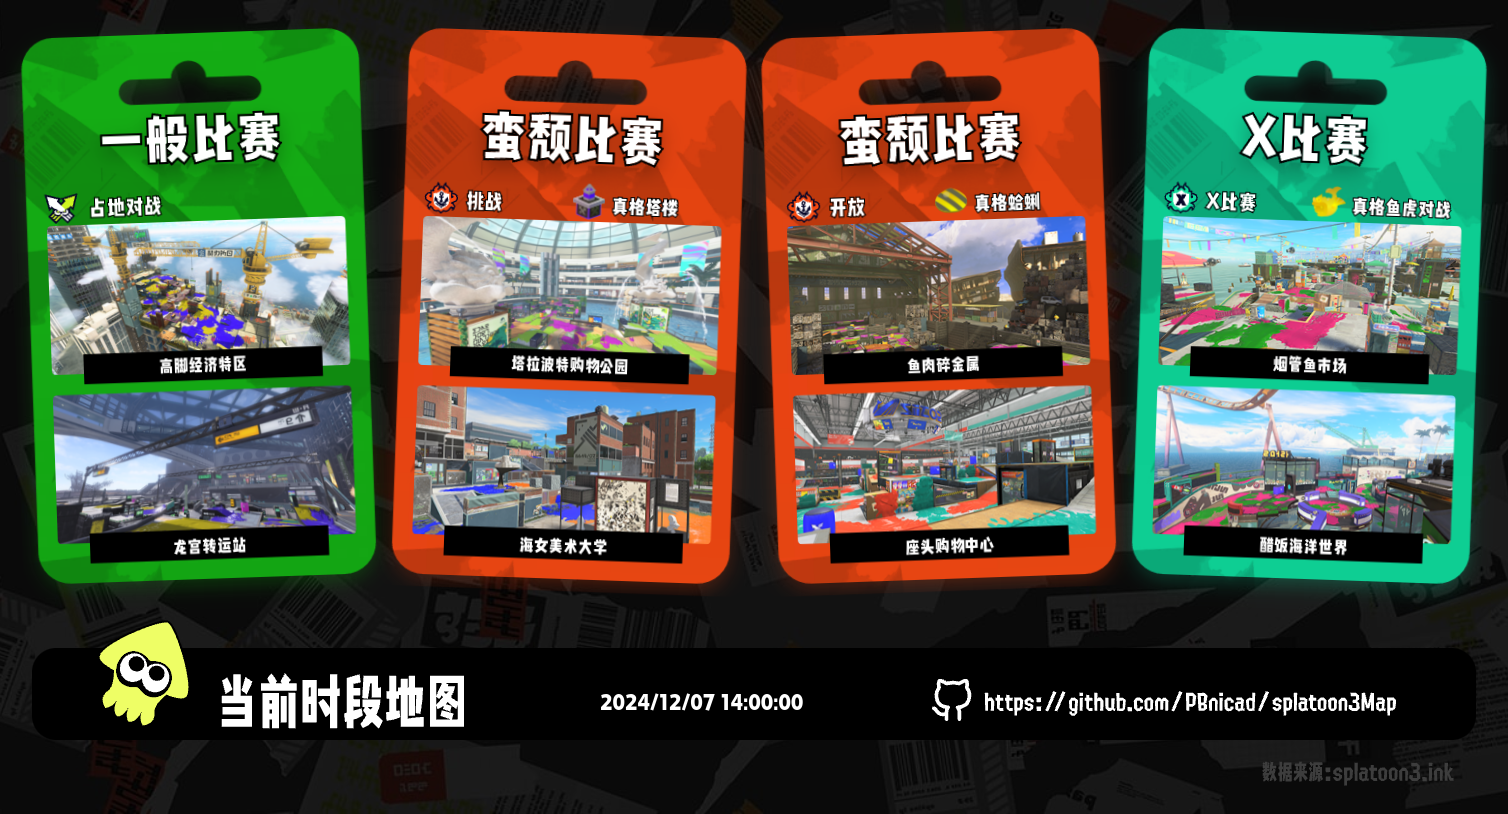 一般比赛
占地对战
高脚经济特区
龙宫转运站
蛮颓比赛
挑战
真格塔楼
塔拉波特购物公园
海女美术大学
蛮颓比赛
开放
真格蛤蜊
鱼肉碎金属
座头购物中心
X比赛
X比赛
真格鱼虎对战
烟管鱼市场
醋饭海洋世界
当前时段地图
2024/12/07 14:00:00
https://github.com/PBnicad/splatoon3Map
数据来源:splatoon3.ink